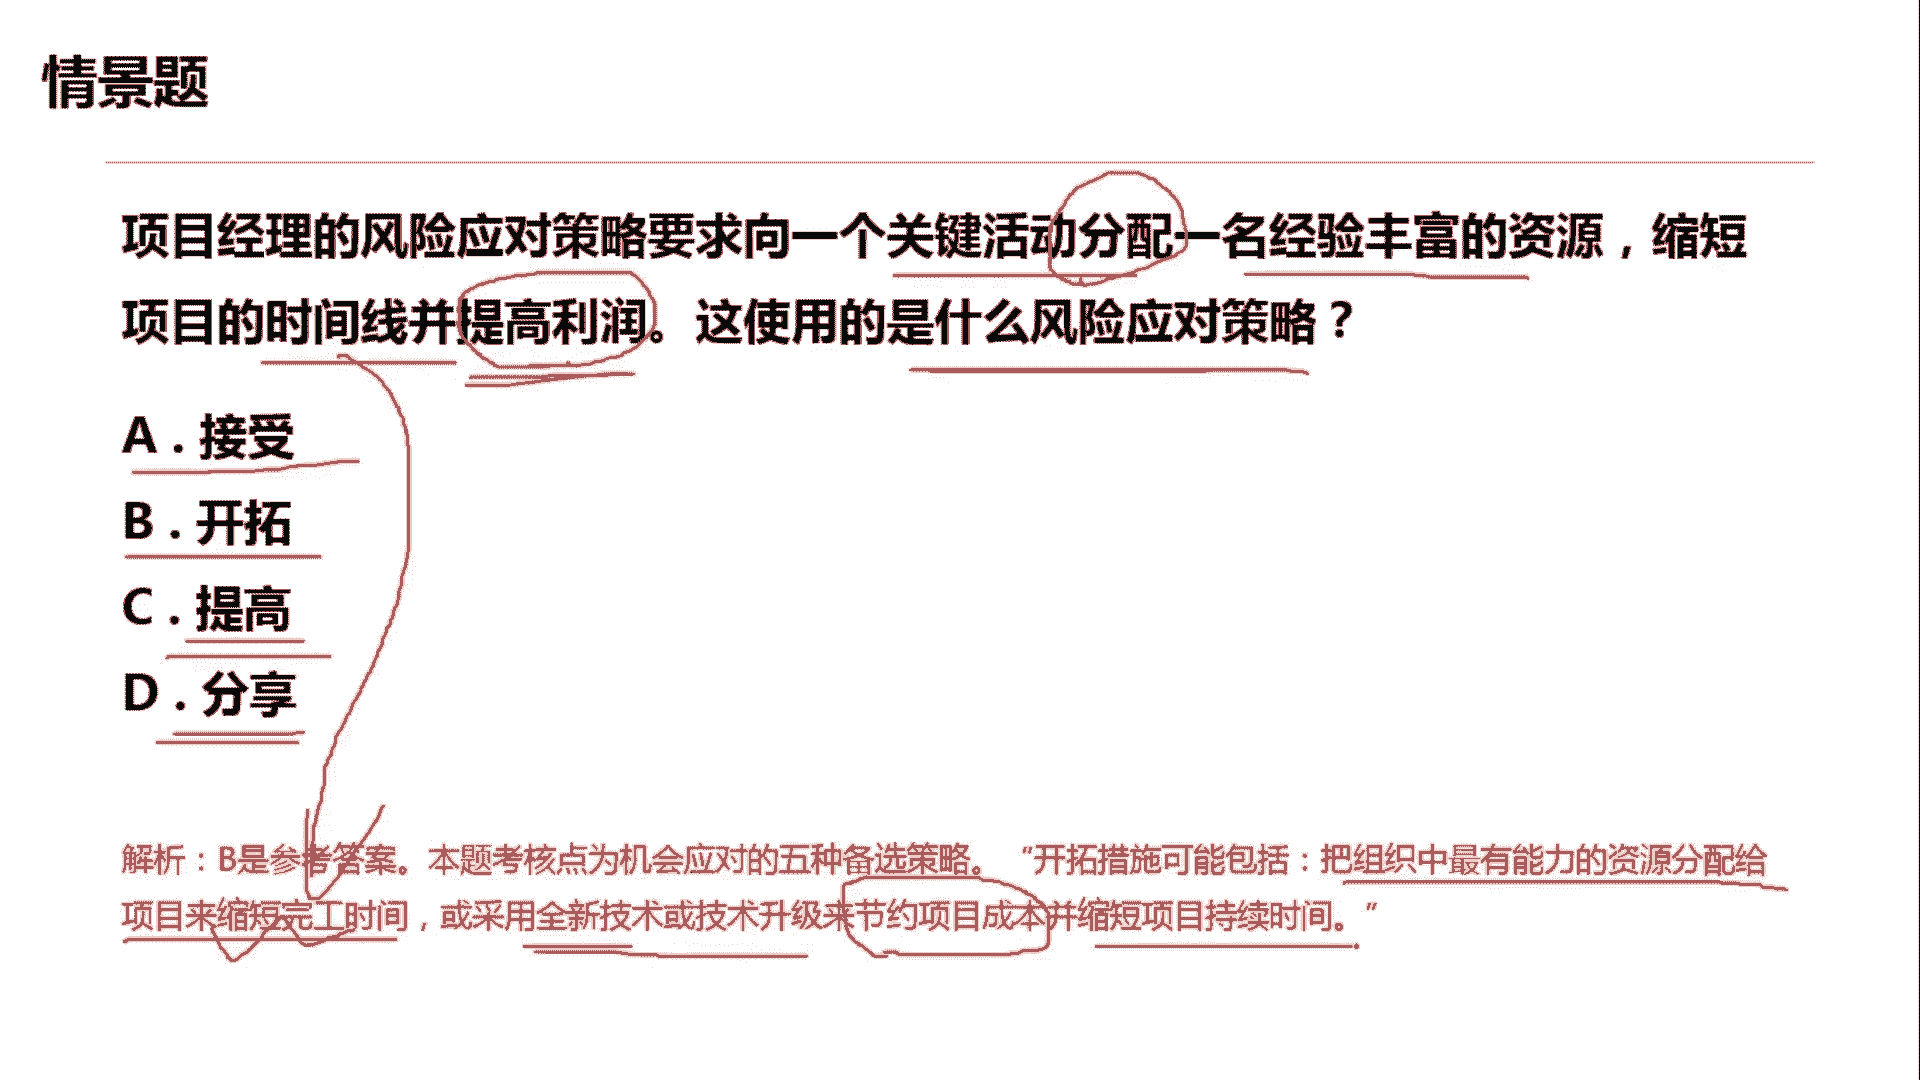 情景题
项目经理的风险应对策略要求向一个关键活动分配一名经验丰富的资源，缩短
项目的时间线并提高利润。这使用的是什么风险应对策略？
A . 接受
B . 开拓
C . 提高
D . 分享
解析：B是参考答案。本题考核点为机会应对的五种备选策略。 “开拓措施可能包括：把组织中最有能力的资源分配给
项目来缩短完工时间，或采用全新技术或技术升级来节约项目成本并缩短项目持续时间。”